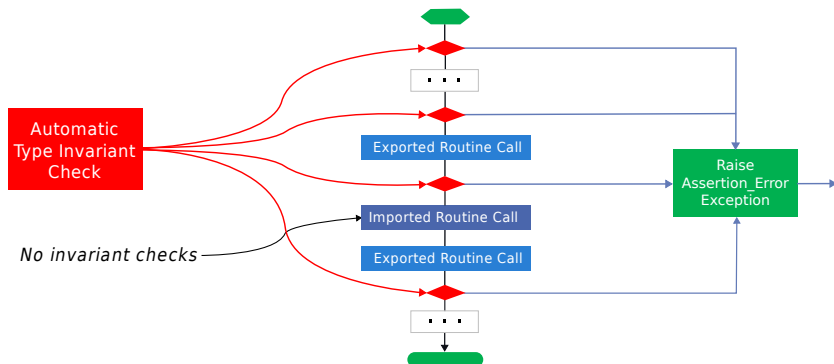 . . .
Automatic
Type Invariant
Check
Exported Routine Call
Raise
Assertion_Error
Exception
Imported Routine Call
No invariant checks
Exported Routine Call
. . .